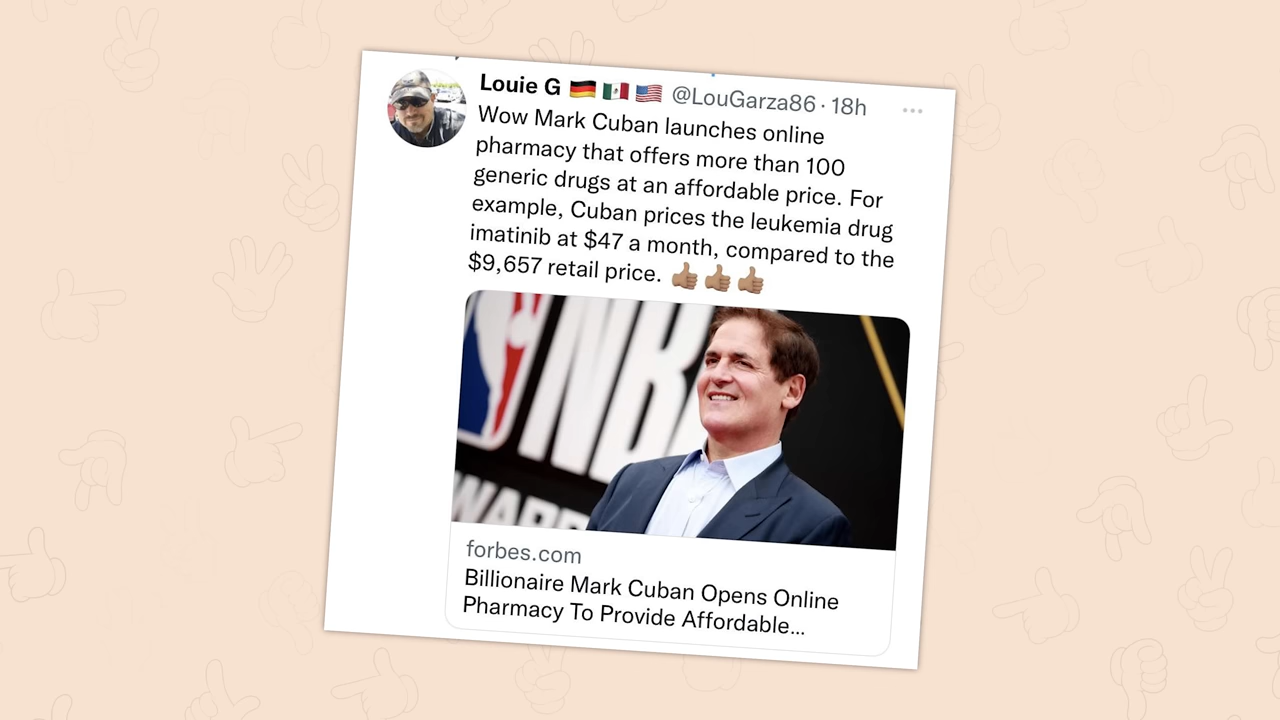 Louie G 🇩🇪 🇲🇽 🇺🇸 @LouGarza86 · 18h
Wow Mark Cuban launches online
pharmacy that offers more than 100
generic drugs at an affordable price. For
example, Cuban prices the leukemia drug
imatinib at $47 a month, compared to the
$9,657 retail price. 👍🏽👍🏽👍🏽
NBA
AWARDS
forbes.com
Billionaire Mark Cuban Opens Online
Pharmacy To Provide Affordable...